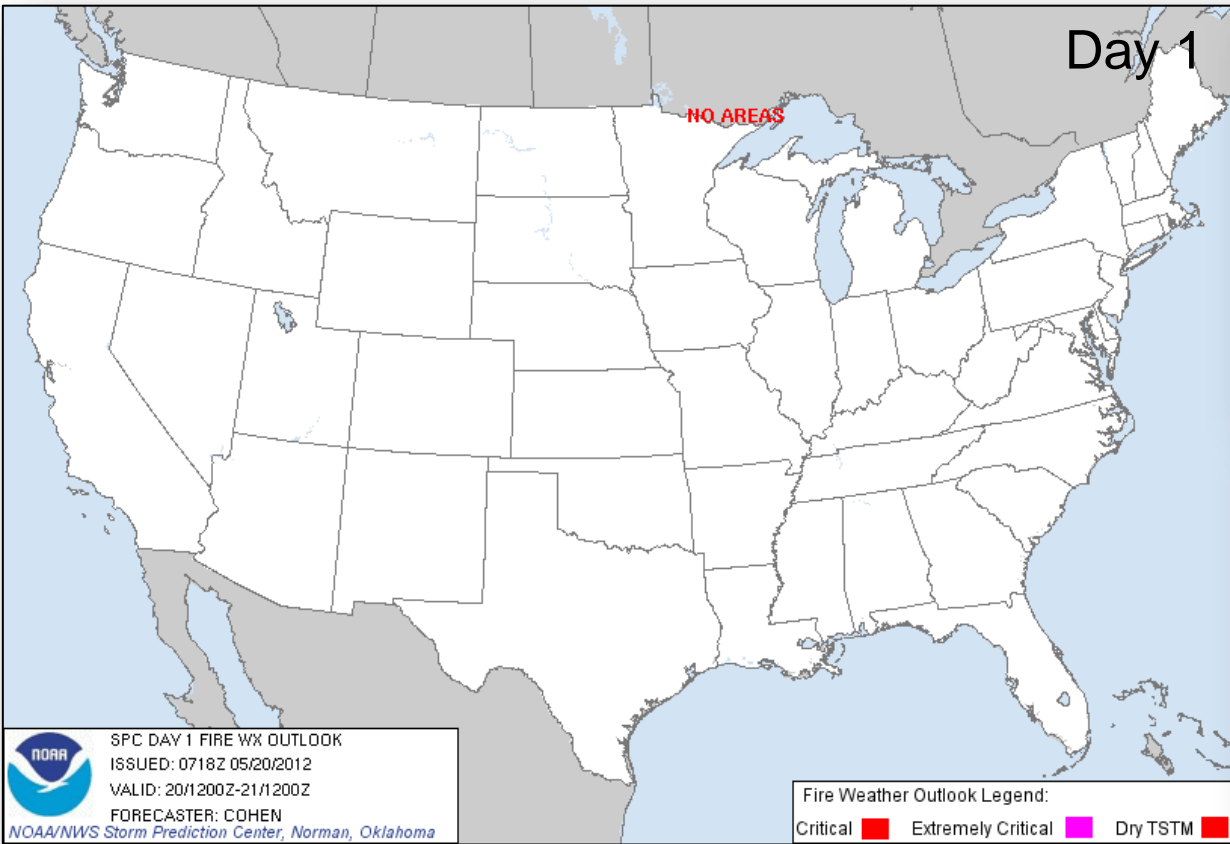 Day 1
NO AREAS
NOAA
SPC DAY 1 FIRE WX OUTLOOK
ISSUED: 0718Z 05/20/2012
VALID: 20/1200Z-21/1200Z
FORECASTER: COHEN
NOAA/NWS Storm Prediction Center, Norman, Oklahoma
Fire Weather Outlook Legend:
Critical Extremely Critical Dry TSTM